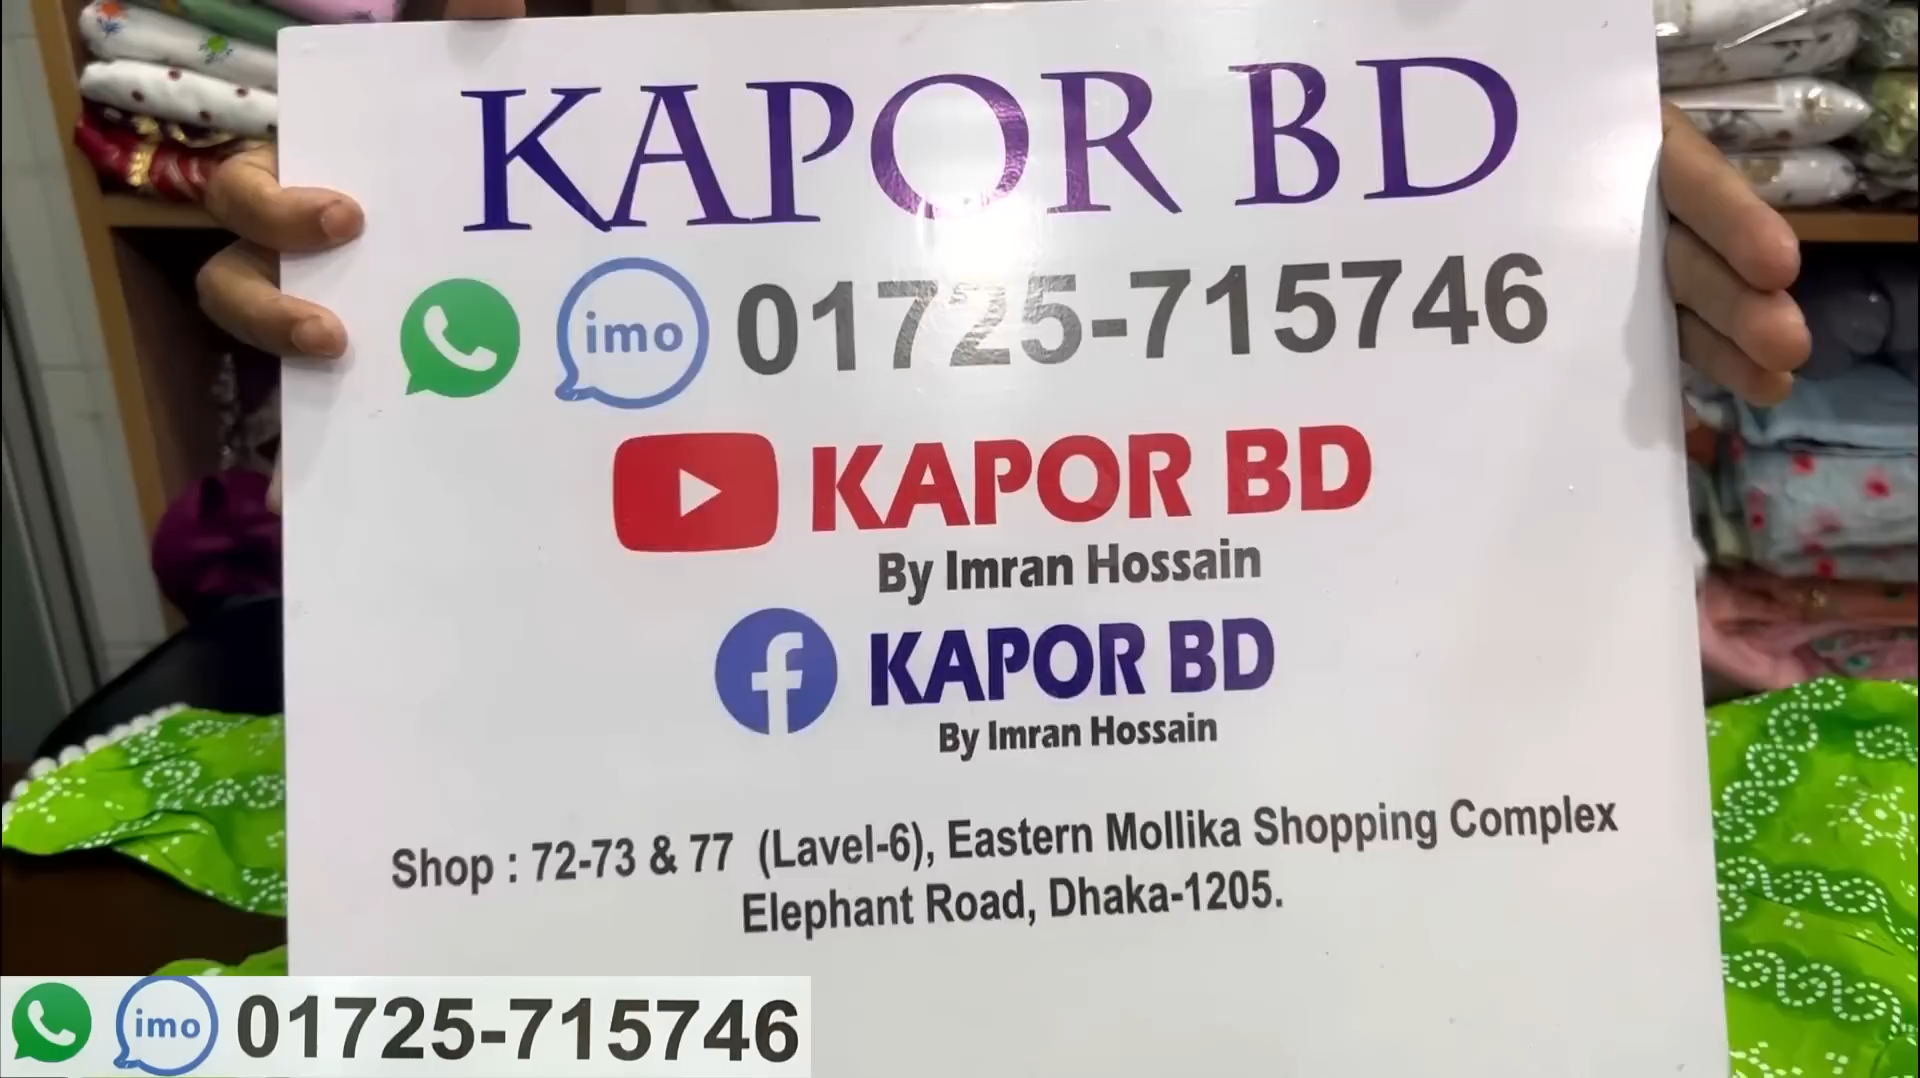 KAPOR BD
imo 01725-715746
KAPOR BD
By Imran Hossain
f KAPOR BD
By Imran Hossain
Shop : 72-73 & 77 (Lavel-6), Eastern Mollika Shopping Complex
Elephant Road, Dhaka-1205.
imo 01725-715746